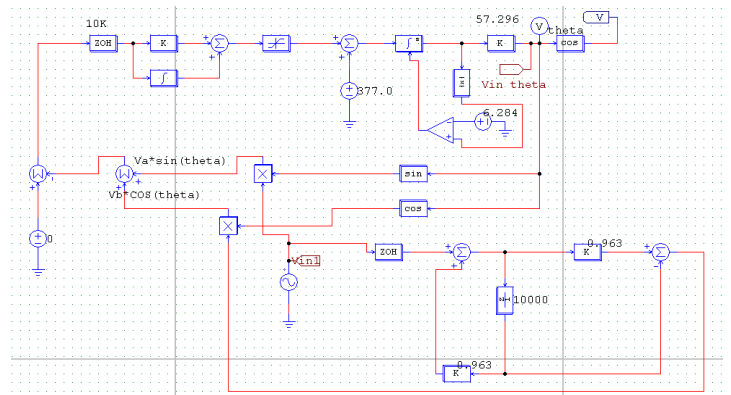 57.296
V
10K
V
theta
ZOH
K
K
cos
Vin theta
377.0
6.284
Va*sin(theta)
sin
Vb*COS(theta)
cos
0
ZOH
0.963
K
Vin1
10000
0.963
K